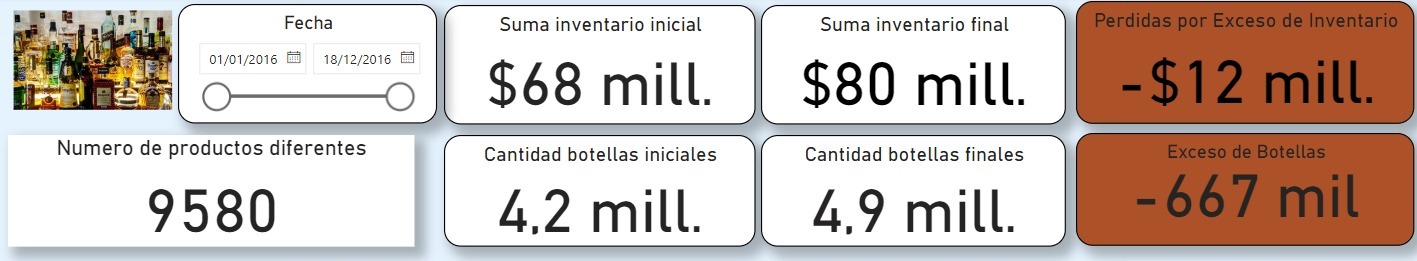 Fecha
01/01/2016
18/12/2016
Suma inventario inicial
$68 mill.
Suma inventario final
$80 mill.
Perdidas por Exceso de Inventario
-$12 mill.
Numero de productos diferentes
9580
Cantidad botellas iniciales
4,2 mill.
Cantidad botellas finales
4,9 mill.
Exceso de Botellas
-667 mil